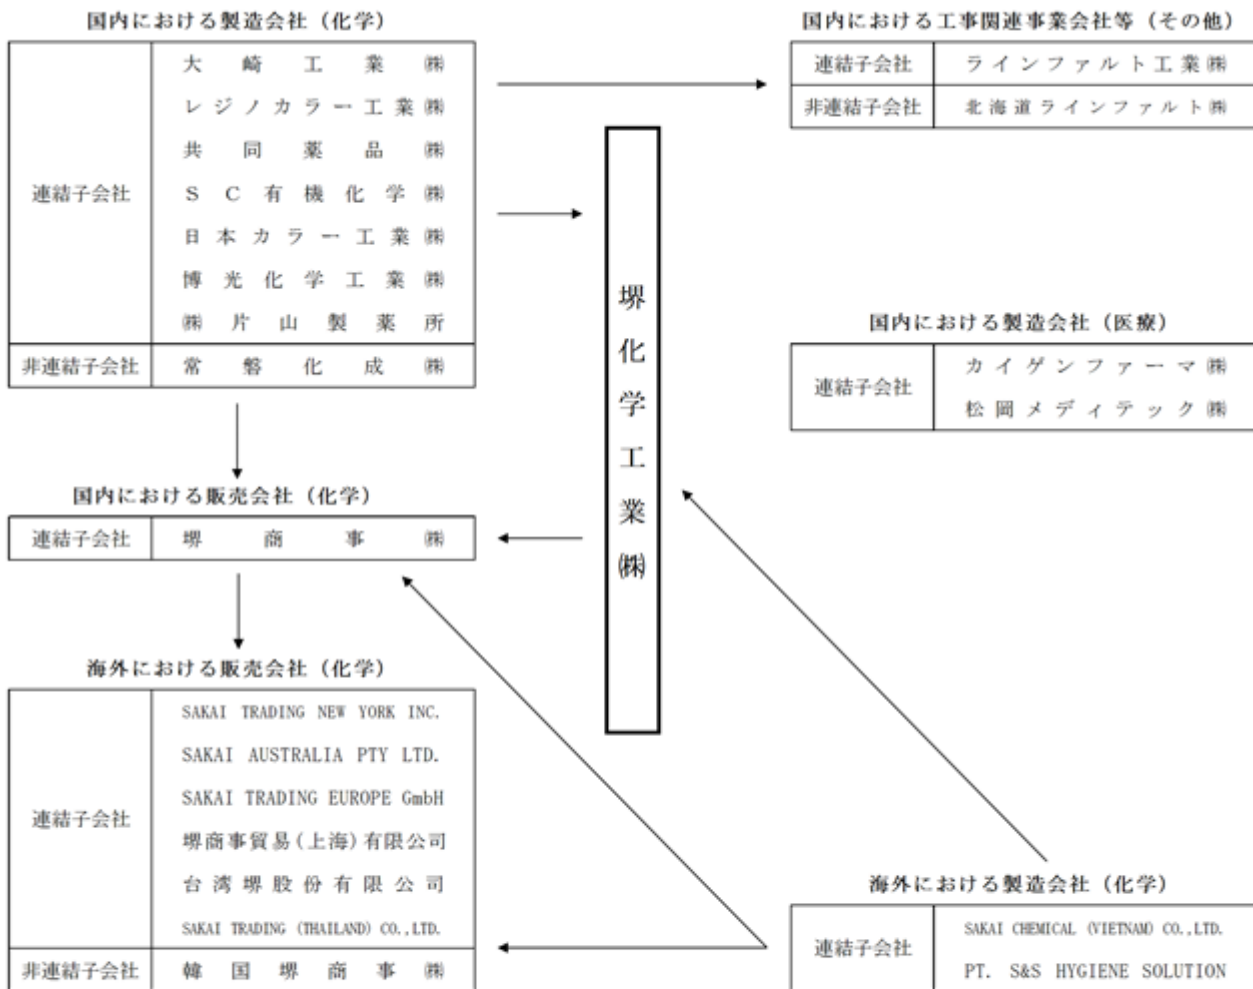 国内における製造会社（化学）
連結子会社
大崎工業㈱
レジノカラー工業㈱
共同薬品㈱
ＳＣ有機化学㈱
日本カラー工業㈱
博光化学工業㈱
㈱片山製薬所
非連結子会社
常磐化成㈱
国内における販売会社（化学）
連結子会社
堺商事㈱
海外における販売会社（化学）
連結子会社
SAKAI TRADING NEW YORK INC.
SAKAI AUSTRALIA PTY LTD.
SAKAI TRADING EUROPE GmbH
堺商事貿易(上海)有限公司
台湾堺股份有限公司
SAKAI TRADING (THAILAND) CO.,LTD.
非連結子会社
韓国堺商事㈱
堺化学工業㈱
国内における工事関連事業会社等（その他）
連結子会社
ラインファルト工業㈱
非連結子会社
北海道ラインファルト㈱
国内における製造会社（医療）
連結子会社
カイゲンファーマ㈱
松岡メディテック㈱
海外における製造会社（化学）
連結子会社
SAKAI CHEMICAL (VIETNAM) CO.,LTD.
PT. S&S HYGIENE SOLUTION